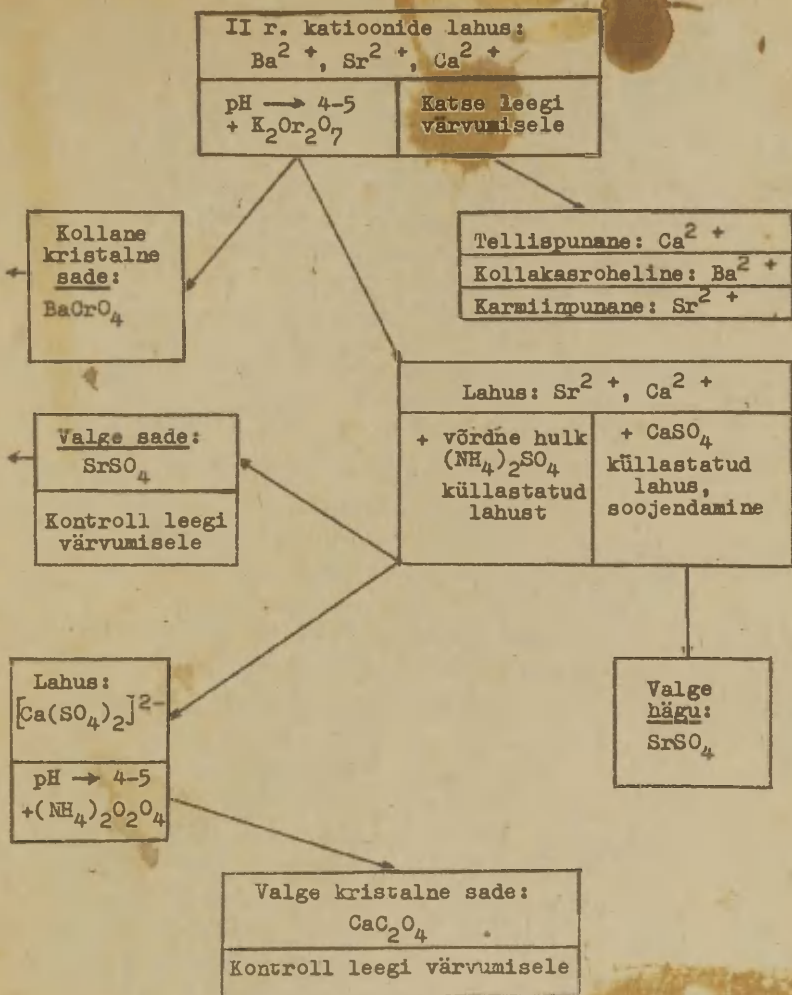 II r. katioonide lahus:
Ba²⁺, Sr²⁺, Ca²⁺
pH → 4-5
+ K₂Or₂O₇
Katse leegi
värvumisele
Kollane
kristalne
sade:
BaCrO₄
Tellispunane: Ca²⁺
Kollakasroheline: Ba²⁺
Karmiinpunane: Sr²⁺
Lahus: Sr²⁺, Ca²⁺
+ võrdne hulk
(NH₄)₂SO₄
küllastatud
lahust
+ CaSO₄
küllastatud
lahus,
soojendamine
Valge sade:
SrSO₄
Kontroll leegi
värvumisele
Lahus:
[Ca(SO₄)₂]²⁻
pH → 4-5
+(NH₄)₂O₂O₄
Valge
hägu:
SrSO₄
Valge kristalne sade:
CaC₂O₄
Kontroll leegi värvumisele